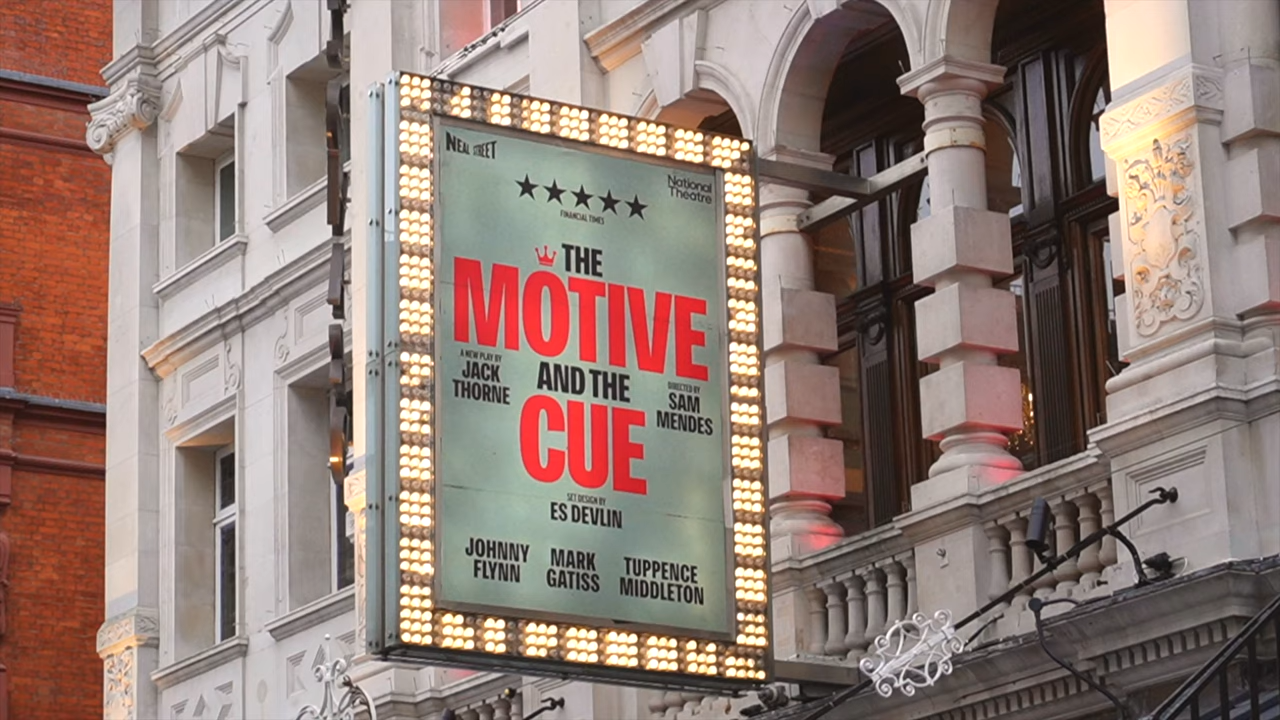 NEAL STREET
National
Theatre
FINANCIAL TIMES
THE
MOTIVE
A NEW PLAY BY
JACK
THORNE
AND THE
DIRECTED BY
SAM
MENDES
CUE
SET DESIGN BY
ES DEVLIN
JOHNNY
FLYNN
MARK
GATISS
TUPPENCE
MIDDLETON